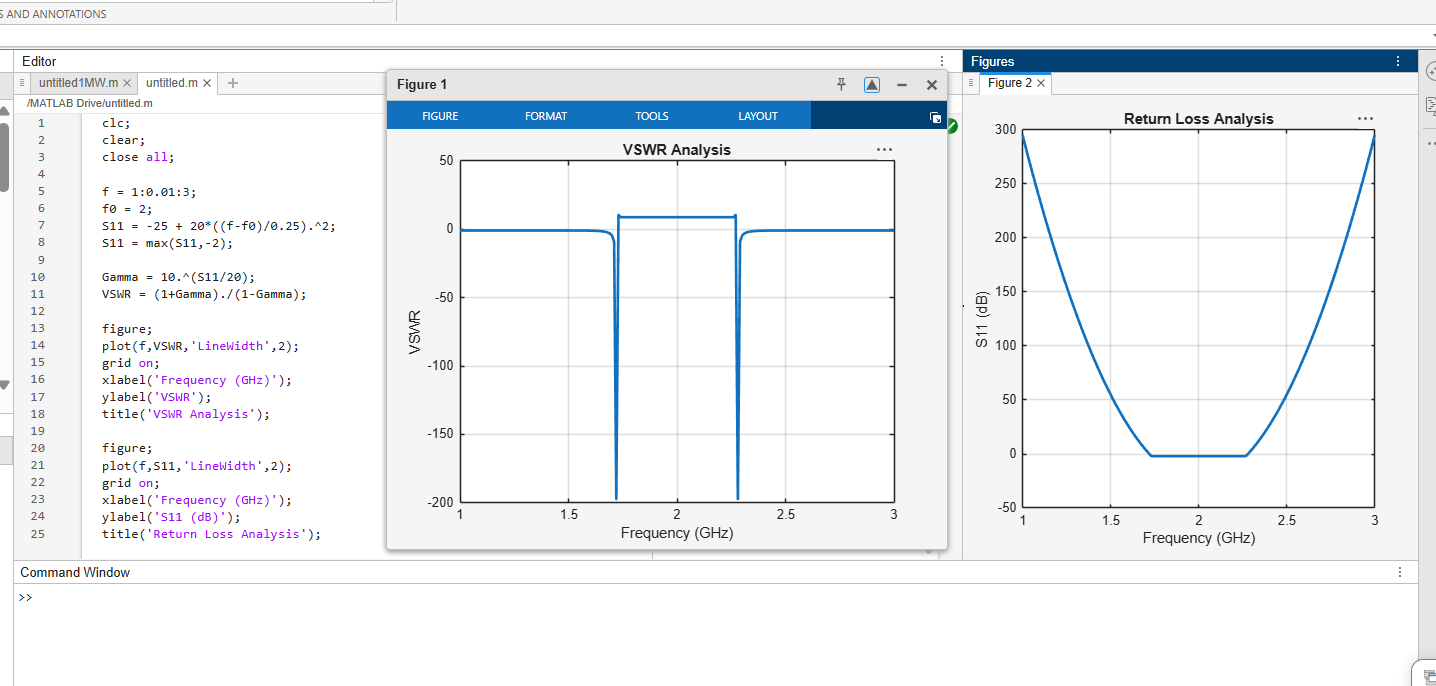 S AND ANNOTATIONS
Editor
untitled1MW.m
untitled.m
/MATLAB Drive/untitled.m
1 clc;
2 clear;
3 close all;
4
5 f = 1:0.01:3;
6 f0 = 2;
7 S11 = -25 + 20*((f-f0)/0.25).^2;
8 S11 = max(S11,-2);
9
10 Gamma = 10.^(S11/20);
11 VSWR = (1+Gamma)./(1-Gamma);
12
13 figure;
14 plot(f,VSWR,'LineWidth',2);
15 grid on;
16 xlabel('Frequency (GHz)');
17 ylabel('VSWR');
18 title('VSWR Analysis');
19
20 figure;
21 plot(f,S11,'LineWidth',2);
22 grid on;
23 xlabel('Frequency (GHz)');
24 ylabel('S11 (dB)');
25 title('Return Loss Analysis');
Figure 1
FIGURE FORMAT TOOLS LAYOUT
VSWR Analysis
50
0
-50
-100
-150
-200
VSWR
1 1.5 2 2.5 3
Frequency (GHz)
Figures
Figure 2
Return Loss Analysis
300
250
200
150
100
50
0
-50
S11 (dB)
1 1.5 2 2.5 3
Frequency (GHz)
Command Window
>>